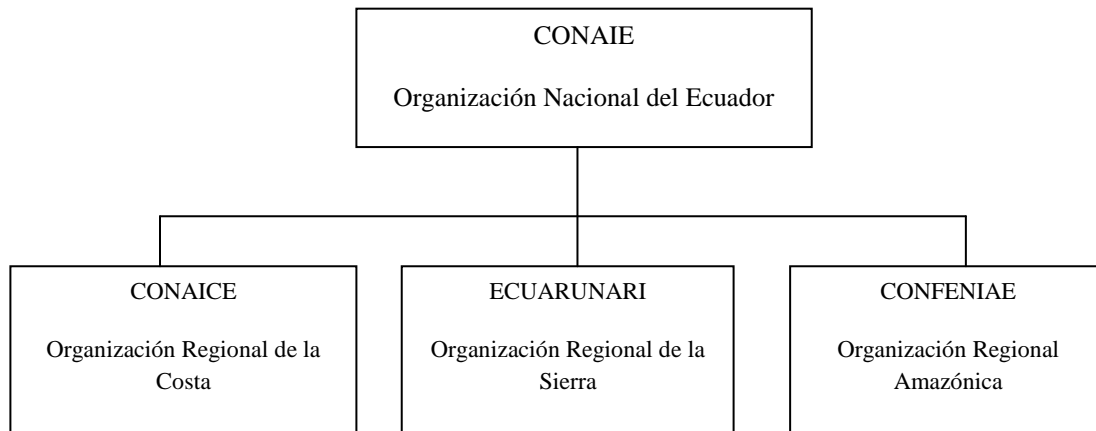 CONAIE
Organización Nacional del Ecuador
CONAICE
Organización Regional de la
Costa
ECUARUNARI
Organización Regional de la
Sierra
CONFENIAE
Organización Regional
Amazónica